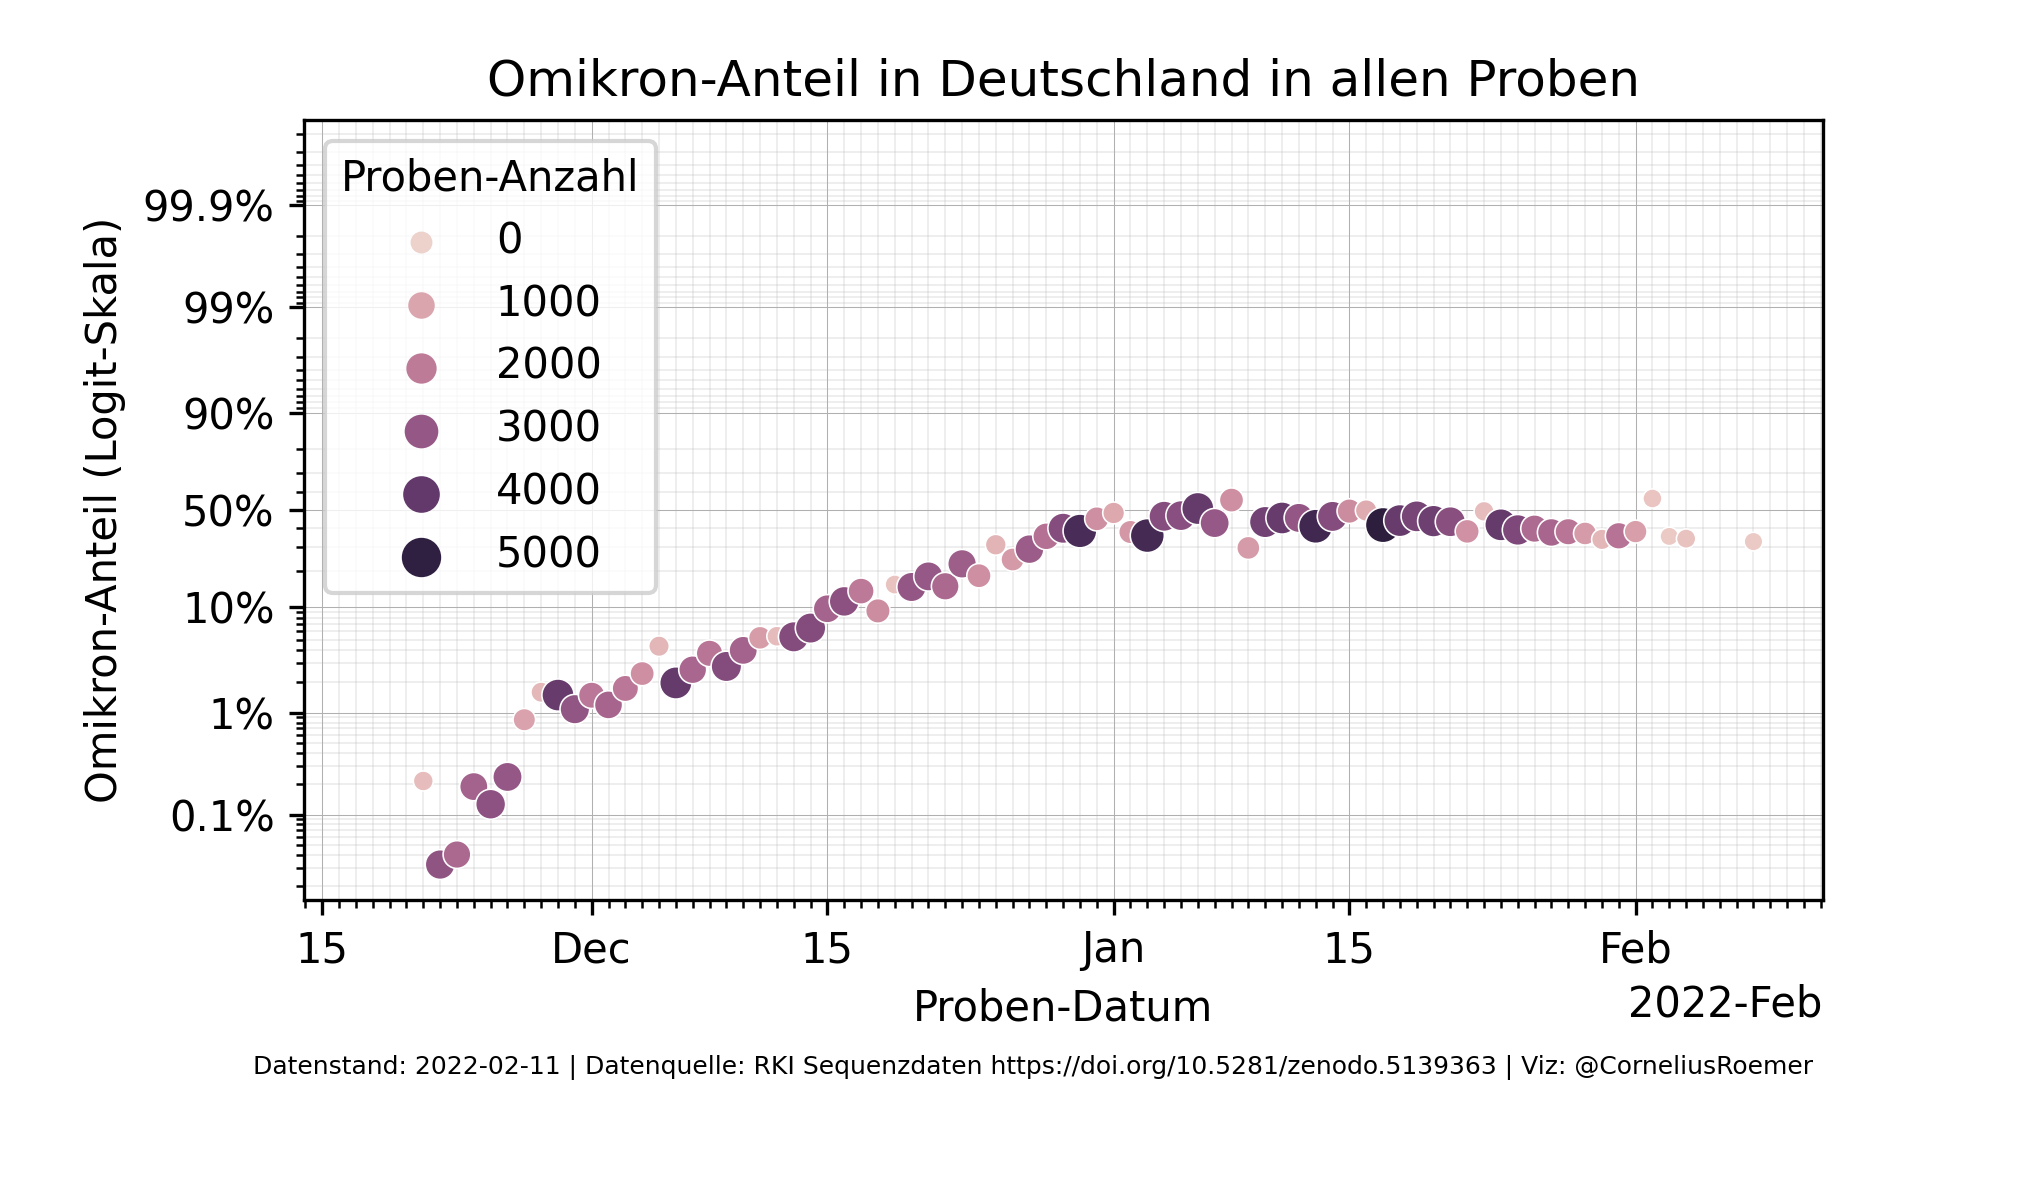 Omikron-Anteil in Deutschland in allen Proben
Omikron-Anteil (Logit-Skala)
99.9%
99%
90%
50%
10%
1%
0.1%
Proben-Anzahl
0
1000
2000
3000
4000
5000
15 Dec 15 Jan 15 Feb
Proben-Datum
2022-Feb
Datenstand: 2022-02-11 | Datenquelle: RKI Sequenzdaten https://doi.org/10.5281/zenodo.5139363 | Viz: @CorneliusRoemer